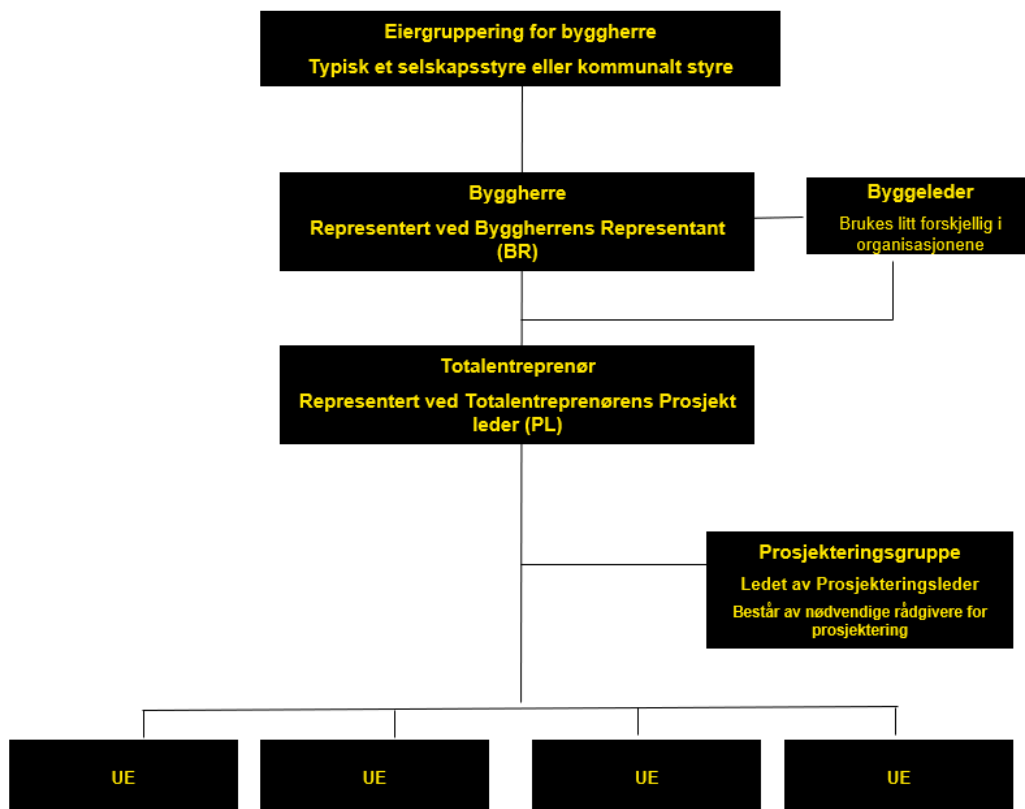 Eiergruppering for byggherre
Typisk et selskapsstyre eller kommunalt styre
Byggherre
Representert ved Byggherrens Representant
(BR)
Byggeleder
Brukes litt forskjellig i
organisasjonene
Totalentreprenør
Representert ved Totalentreprenørens Prosjekt
leder (PL)
Prosjekteringsgruppe
Ledet av Prosjekteringsleder
Består av nødvendige rådgivere for
prosjektering
UE
UE
UE
UE